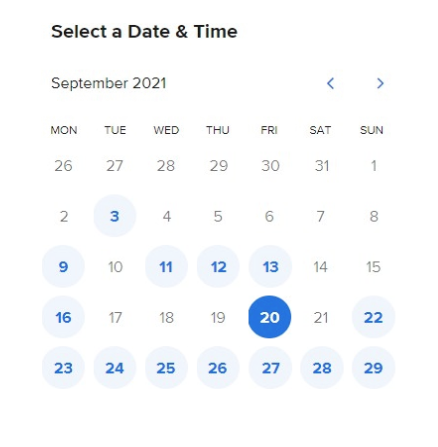 Select a Date & Time
September 2021
MON TUE WED THU FRI SAT SUN
26 27 28 29 30 31 1
2 3 4 5 6 7 8
9 10 11 12 13 14 15
16 17 18 19 20 21 22
23 24 25 26 27 28 29